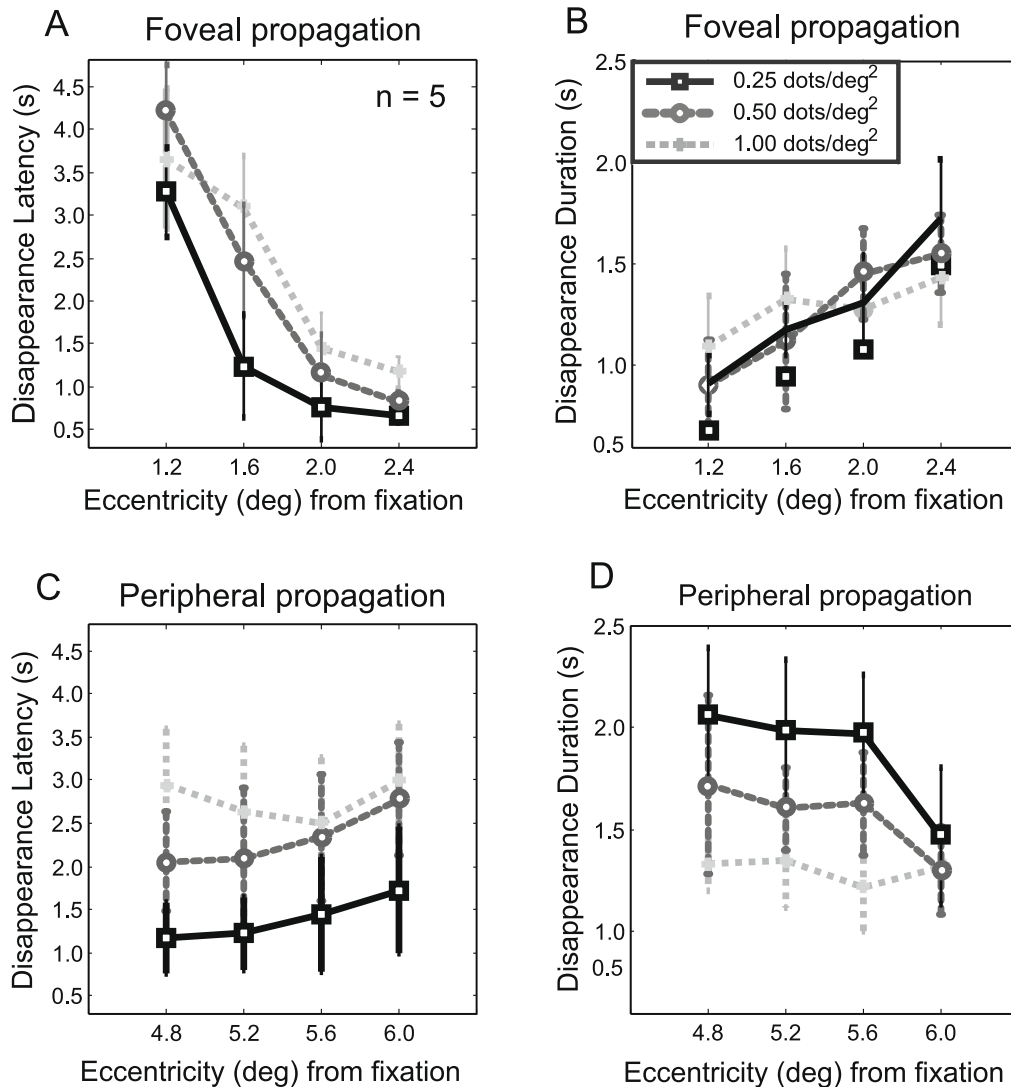 A
Foveal propagation
n = 5
Disappearance Latency (s)
4.5
4.0
3.5
3.0
2.5
2.0
1.5
1.0
0.5
1.2 1.6 2.0 2.4
Eccentricity (deg) from fixation
B
Foveal propagation
0.25 dots/deg²
0.50 dots/deg²
1.00 dots/deg²
Disappearance Duration (s)
2.5
2.0
1.5
1.0
0.5
1.2 1.6 2.0 2.4
Eccentricity (deg) from fixation
C
Peripheral propagation
Disappearance Latency (s)
4.5
4.0
3.5
3.0
2.5
2.0
1.5
1.0
0.5
4.8 5.2 5.6 6.0
Eccentricity (deg) from fixation
D
Peripheral propagation
Disappearance Duration (s)
2.5
2.0
1.5
1.0
0.5
4.8 5.2 5.6 6.0
Eccentricity (deg) from fixation